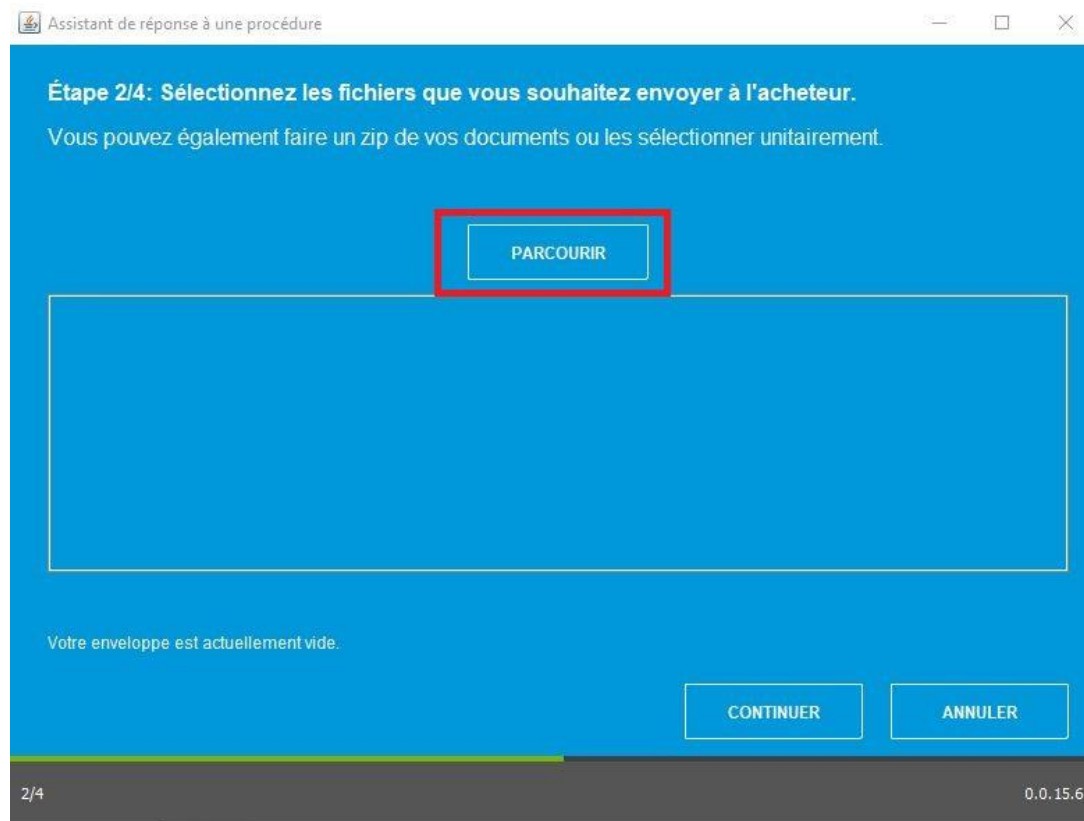 Assistant de réponse à une procédure
Étape 2/4: Sélectionnez les fichiers que vous souhaitez envoyer à l'acheteur.
Vous pouvez également faire un zip de vos documents ou les sélectionner unitairement.
PARCOURIR
Votre enveloppe est actuellement vide.
CONTINUER
ANNULER
2/4
0.0.15.6